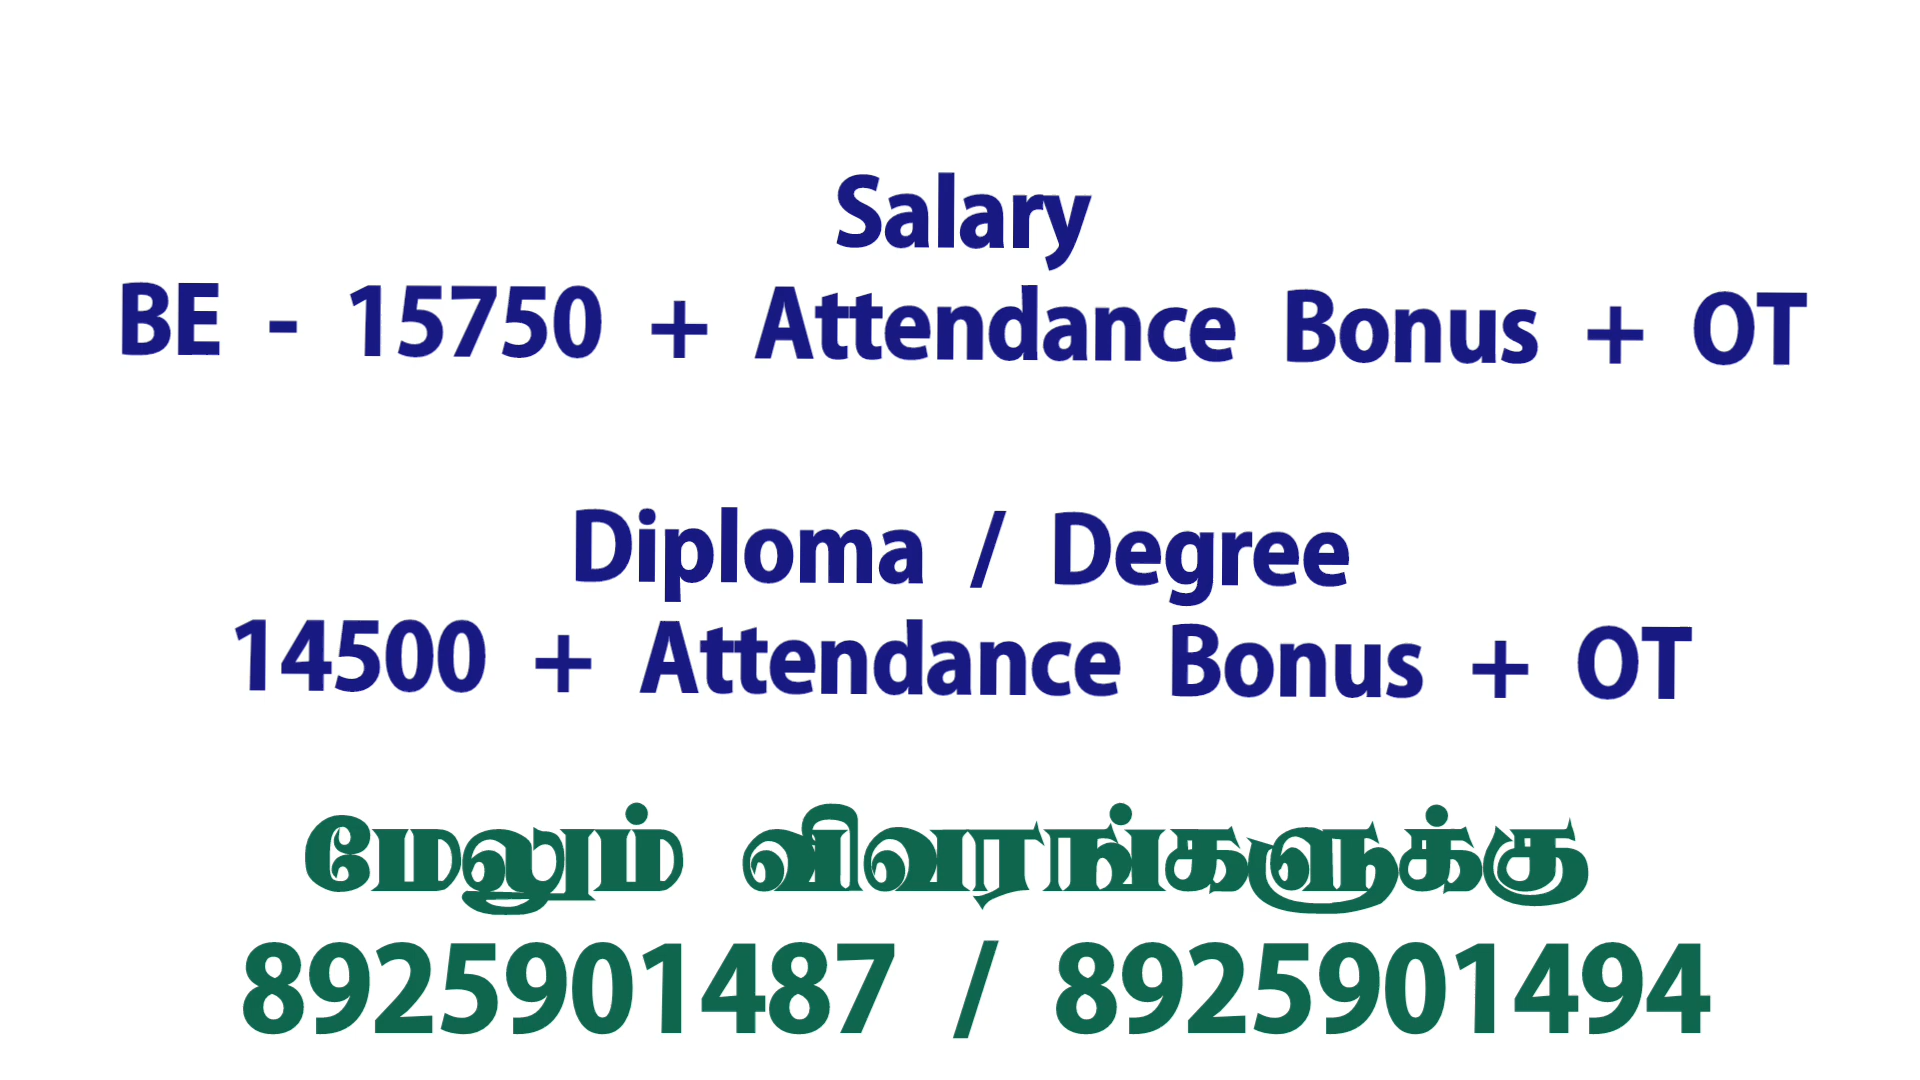 Salary
BE - 15750 + Attendance Bonus + OT
Diploma / Degree
14500 + Attendance Bonus + OT
மேலும் விவரங்களுக்கு
8925901487 / 8925901494